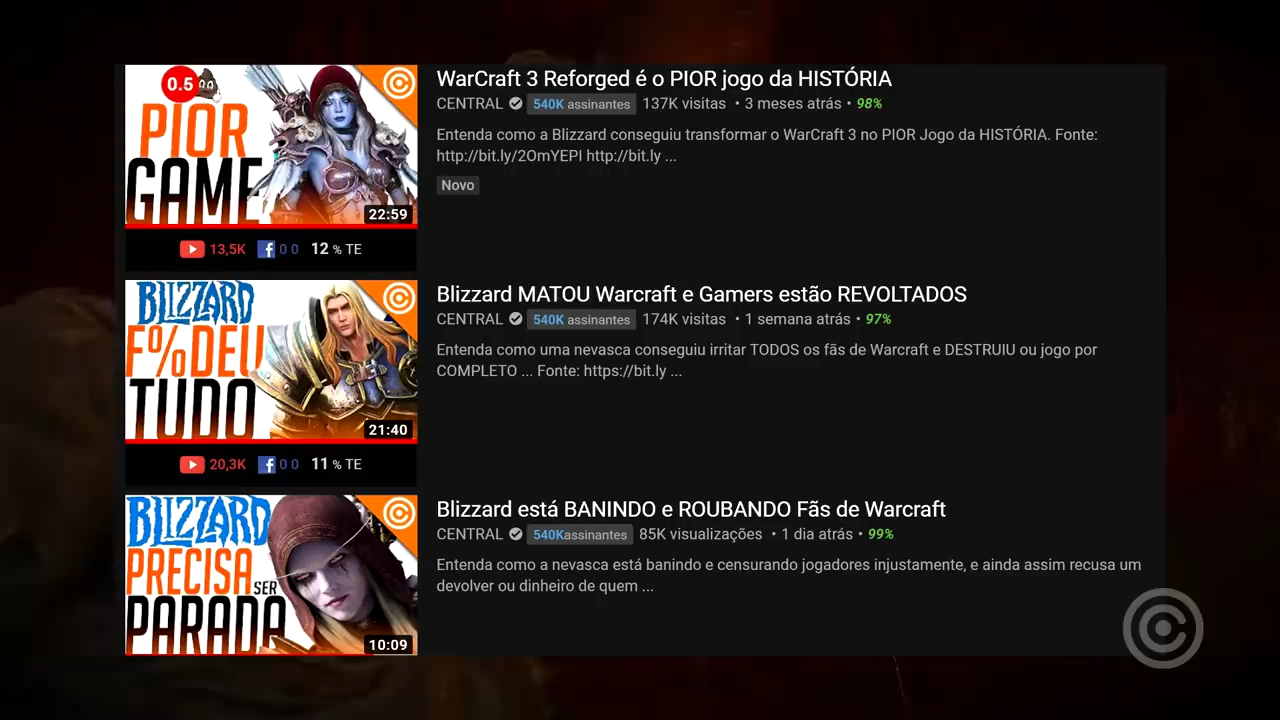 0.5
PIOR
GAME
22:59
WarCraft 3 Reforged é o PIOR jogo da HISTÓRIA
CENTRAL 540K assinantes 137K visitas • 3 meses atrás • 98%
Entenda como a Blizzard conseguiu transformar o WarCraft 3 no PIOR Jogo da HISTÓRIA. Fonte:
http://bit.ly/2OmYEPI http://bit.ly ...
Novo
13,5K f 0 0 12 % TE
BLIZZARD
F%DEU
TUDO
21:40
Blizzard MATOU Warcraft e Gamers estão REVOLTADOS
CENTRAL 540K assinantes 174K visitas • 1 semana atrás • 97%
Entenda como uma nevasca conseguiu irritar TODOS os fãs de Warcraft e DESTRUIU ou jogo por
COMPLETO ... Fonte: https://bit.ly ...
20,3K f 0 0 11 % TE
BLIZZARD
PRECISA
SER
PARADA
10:09
Blizzard está BANINDO e ROUBANDO Fãs de Warcraft
CENTRAL 540Kassinantes 85K visualizações • 1 dia atrás • 99%
Entenda como a nevasca está banindo e censurando jogadores injustamente, e ainda assim recusa um
devolver ou dinheiro de quem ...